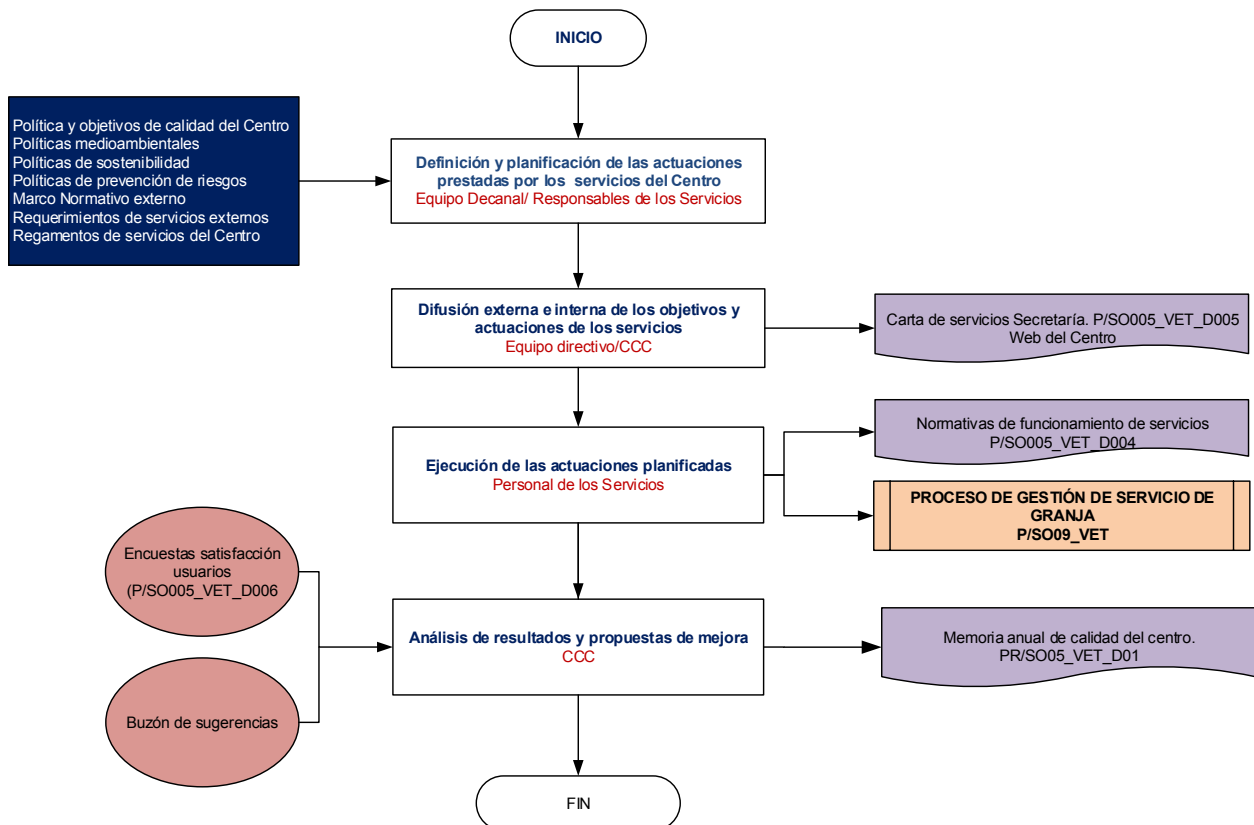 INICIO
Política y objetivos de calidad del Centro
Políticas medioambientales
Políticas de sostenibilidad
Políticas de prevención de riesgos
Marco Normativo externo
Requerimientos de servicios externos
Regamentos de servicios del Centro
Definición y planificación de las actuaciones
prestadas por los servicios del Centro
Equipo Decanal/ Responsables de los Servicios
Difusión externa e interna de los objetivos y
actuaciones de los servicios
Equipo directivo/CCC
Carta de servicios Secretaría. P/SO005_VET_D005
Web del Centro
Ejecución de las actuaciones planificadas
Personal de los Servicios
Normativas de funcionamiento de servicios
P/SO005_VET_D004
PROCESO DE GESTIÓN DE SERVICIO DE
GRANJA
P/SO09_VET
Encuestas satisfacción
usuarios
(P/SO005_VET_D006
Buzón de sugerencias
Análisis de resultados y propuestas de mejora
CCC
Memoria anual de calidad del centro.
PR/SO05_VET_D01
FIN